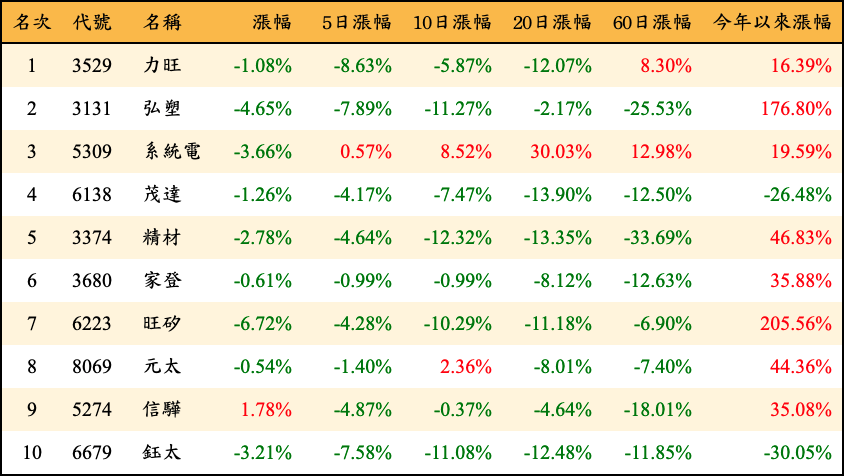 名次 代號 名稱 漲幅 5日漲幅 10日漲幅 20日漲幅 60日漲幅 今年以來漲幅
1 3529 力旺 -1.08% -8.63% -5.87% -12.07% 8.30% 16.39%
2 3131 弘塑 -4.65% -7.89% -11.27% -2.17% -25.53% 176.80%
3 5309 系統電 -3.66% 0.57% 8.52% 30.03% 12.98% 19.59%
4 6138 茂達 -1.26% -4.17% -7.47% -13.90% -12.50% -26.48%
5 3374 精材 -2.78% -4.64% -12.32% -13.35% -33.69% 46.83%
6 3680 家登 -0.61% -0.99% -0.99% -8.12% -12.63% 35.88%
7 6223 旺矽 -6.72% -4.28% -10.29% -11.18% -6.90% 205.56%
8 8069 元太 -0.54% -1.40% 2.36% -8.01% -7.40% 44.36%
9 5274 信驊 1.78% -4.87% -0.37% -4.64% -18.01% 35.08%
10 6679 鈺太 -3.21% -7.58% -11.08% -12.48% -11.85% -30.05%